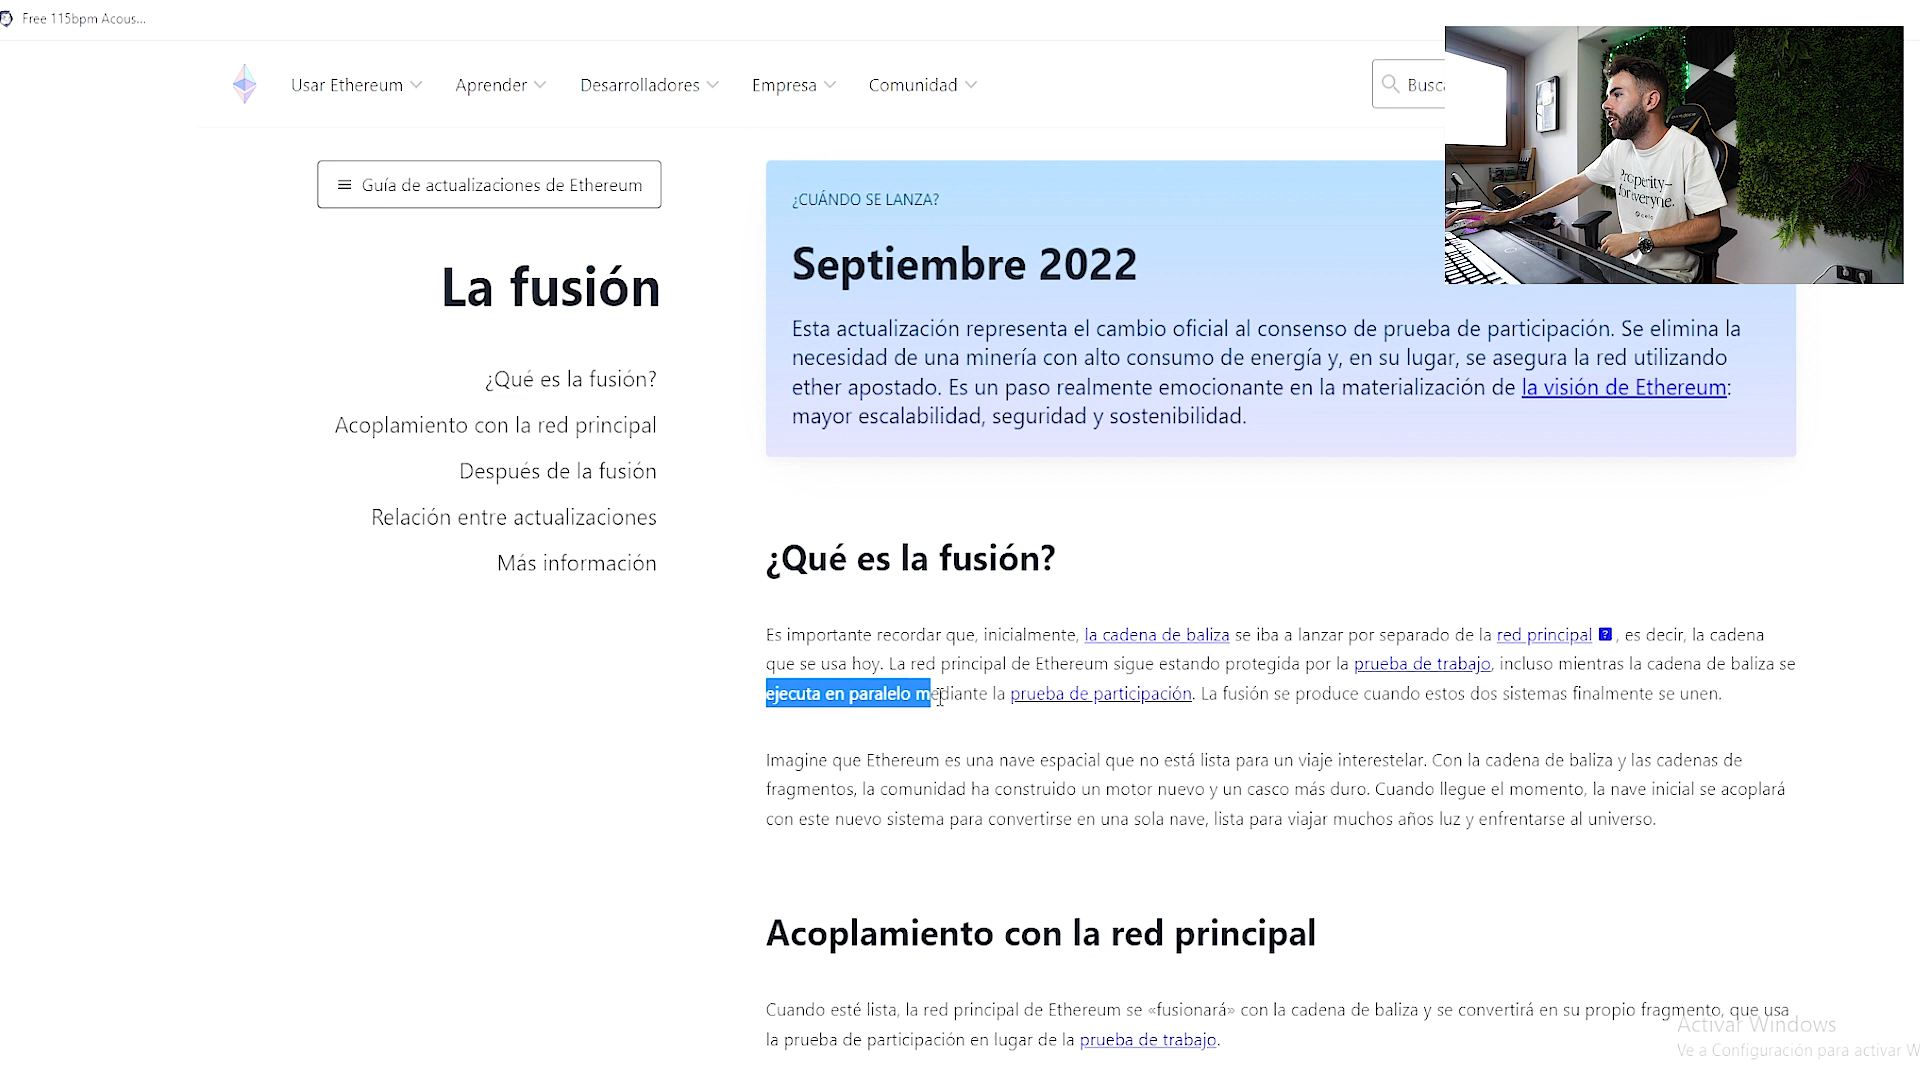 Free 115bpm Acous...
Usar Ethereum Aprender Desarrolladores Empresa Comunidad Busca
Guía de actualizaciones de Ethereum
La fusión
¿Qué es la fusión?
Acoplamiento con la red principal
Después de la fusión
Relación entre actualizaciones
Más información
¿CUÁNDO SE LANZA?
Septiembre 2022
Esta actualización representa el cambio oficial al consenso de prueba de participación. Se elimina la
necesidad de una minería con alto consumo de energía y, en su lugar, se asegura la red utilizando
ether apostado. Es un paso realmente emocionante en la materialización de la visión de Ethereum:
mayor escalabilidad, seguridad y sostenibilidad.
¿Qué es la fusión?
Es importante recordar que, inicialmente, la cadena de baliza se iba a lanzar por separado de la red principal ?, es decir, la cadena
que se usa hoy. La red principal de Ethereum sigue estando protegida por la prueba de trabajo, incluso mientras la cadena de baliza se
ejecuta en paralelo mediante la prueba de participación. La fusión se produce cuando estos dos sistemas finalmente se unen.
Imagine que Ethereum es una nave espacial que no está lista para un viaje interestelar. Con la cadena de baliza y las cadenas de
fragmentos, la comunidad ha construido un motor nuevo y un casco más duro. Cuando llegue el momento, la nave inicial se acoplará
con este nuevo sistema para convertirse en una sola nave, lista para viajar muchos años luz y enfrentarse al universo.
Acoplamiento con la red principal
Cuando esté lista, la red principal de Ethereum se «fusionará» con la cadena de baliza y se convertirá en su propio fragmento, que usa
la prueba de participación en lugar de la prueba de trabajo.
Prosperity–
for everyone.
celo
Activar Windows
Ve a Configuración para activar W